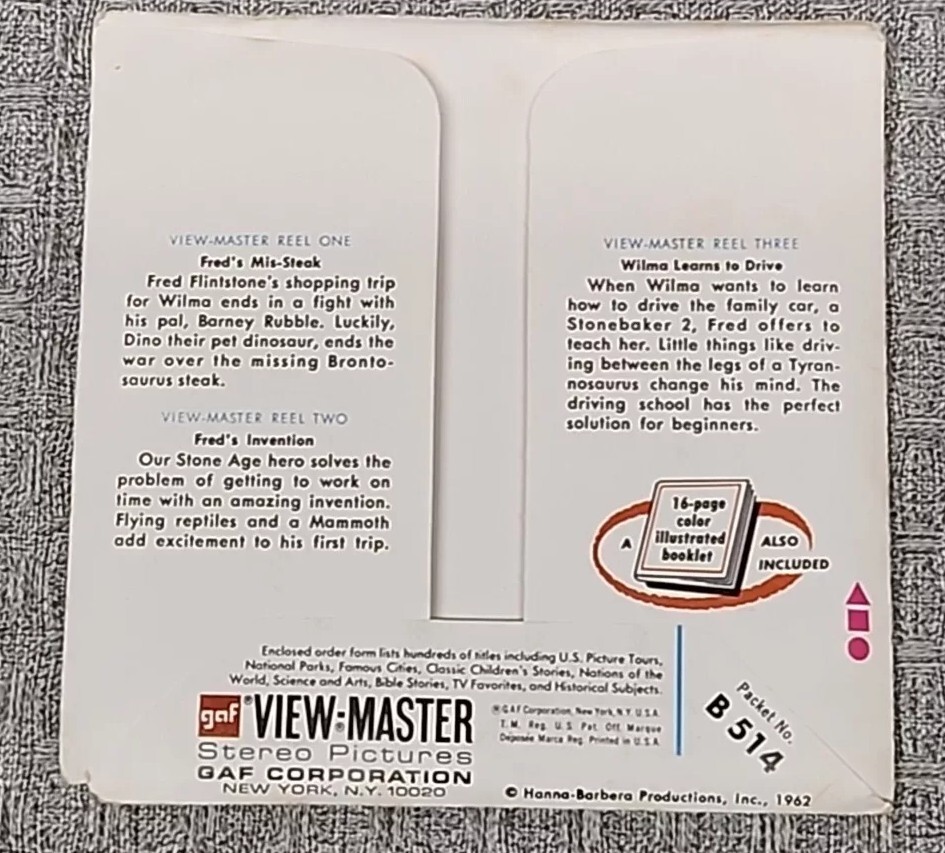 VIEW-MASTER REEL ONE
Fred's Mis-Steak
Fred Flintstone's shopping trip
for Wilma ends in a fight with
his pal, Barney Rubble. Luckily,
Dino their pet dinosaur, ends the
war over the missing Bronto-
saurus steak.
VIEW-MASTER REEL TWO
Fred's Invention
Our Stone Age hero solves the
problem of getting to work on
time with an amazing invention.
Flying reptiles and a Mammoth
add excitement to his first trip.
VIEW-MASTER REEL THREE
Wilma Learns to Drive
When Wilma wants to learn
how to drive the family car, a
Stonebaker 2, Fred offers to
teach her. Little things like driv-
ing between the legs of a Tyran-
nosaurus change his mind. The
driving school has the perfect
solution for beginners.
A
16-page
color
illustrated
booklet
ALSO
INCLUDED
Enclosed order form lists hundreds of titles including U.S. Picture Tours,
National Parks, Famous Cities, Classic Children's Stories, Nations of the
World, Science and Arts, Bible Stories, TV Favorites, and Historical Subjects.
gaf ® VIEW-MASTER ®
Stereo Pictures
GAF CORPORATION
NEW YORK, N.Y. 10020
® GAF Corporation, New York, N.Y. U.S.A.
T.M. Reg. U.S. Pat. Off. Marque
Deposée Marca Reg. Printed in U.S.A.
Packet No.
B 514
© Hanna-Barbera Productions, Inc., 1962